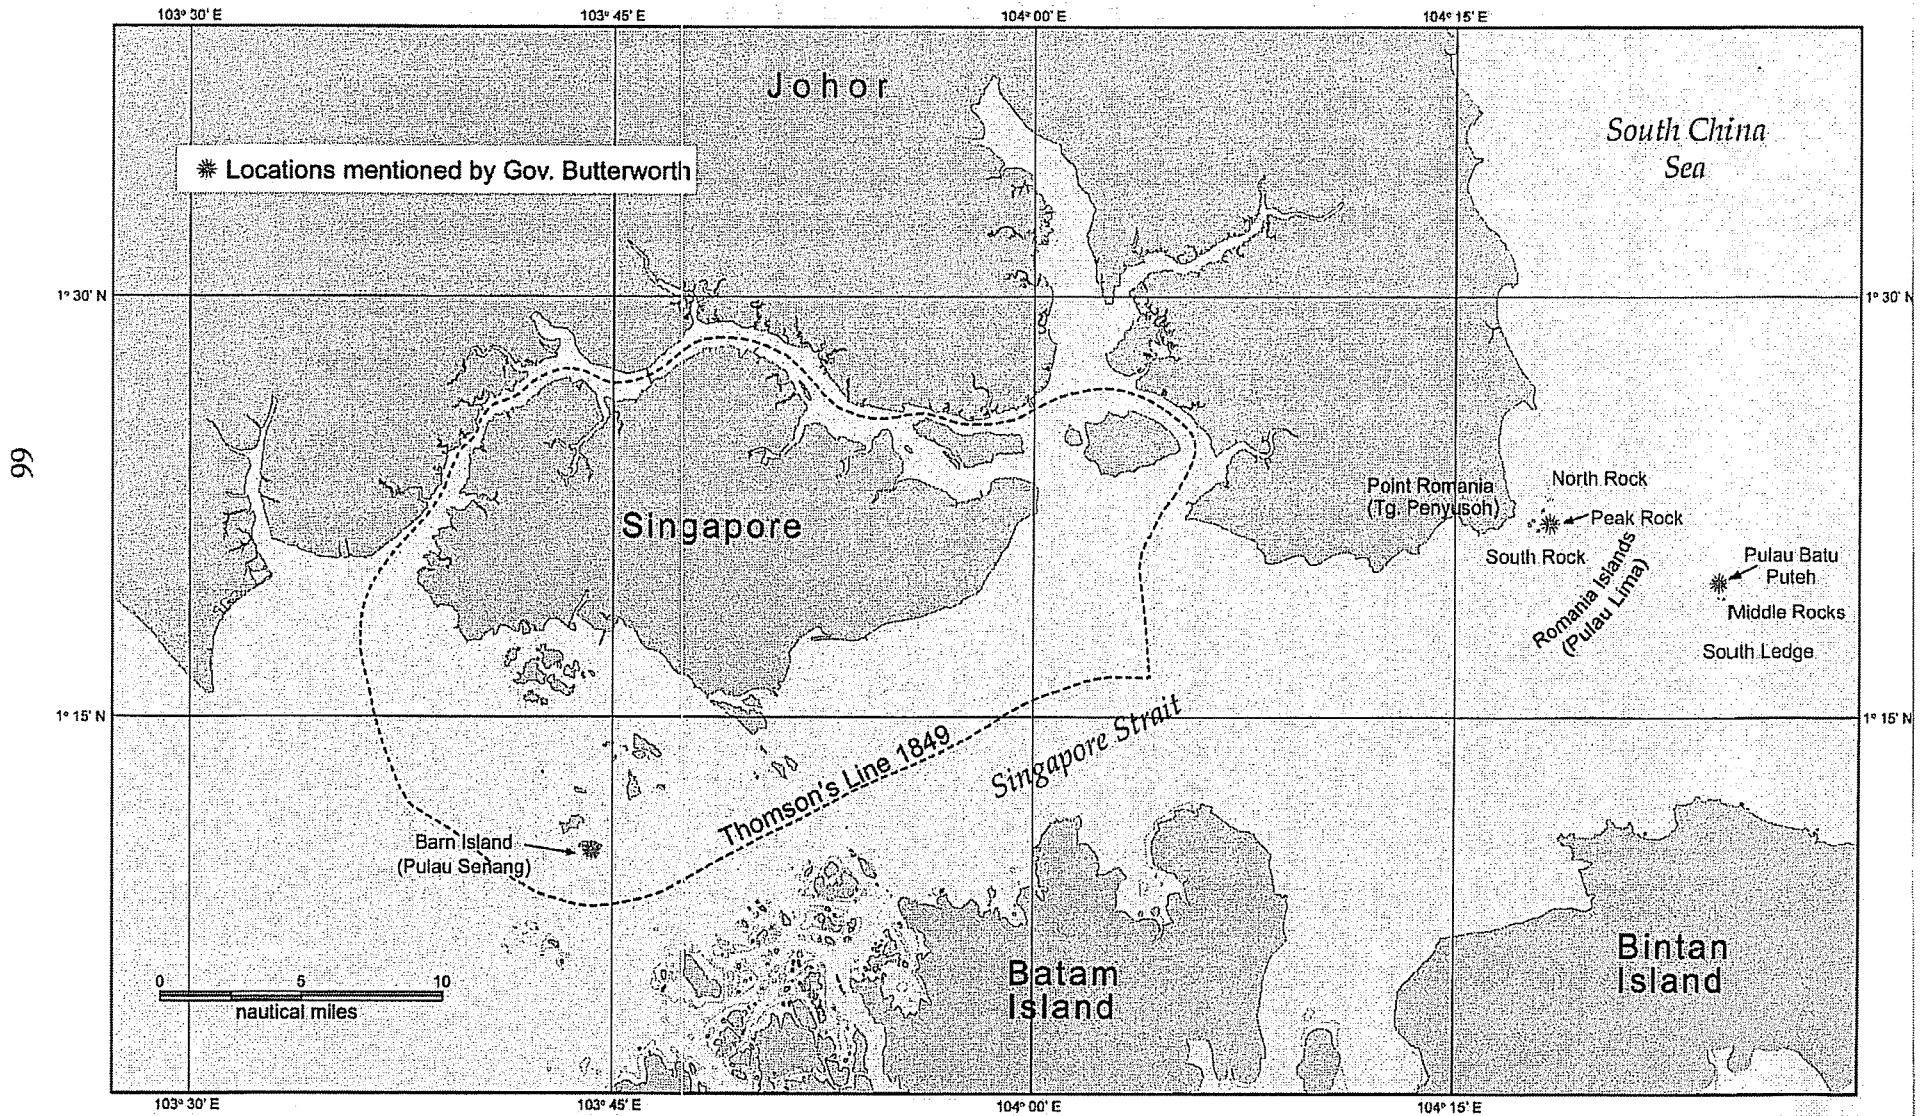 103° 30' E
103° 45' E
104° 00' E
104° 15' E
Johor
South China
Sea
Locations mentioned by Gov. Butterworth
1° 30' N
1° 30' N
66
Point Romania
(Tg. Penyusoh)
North Rock
Peak Rock
South Rock
Romania Islands
(Pulau Lima)
Pulau Batu
Puteh
Middle Rocks
South Ledge
Singapore
1° 15' N
1° 15' N
Singapore Strait
Thomson's Line 1849
Barn Island
(Pulau Senang)
0 5 10
nautical miles
Batam
Island
Bintan
Island
103° 30' E
103° 45' E
104° 00' E
104° 15' E